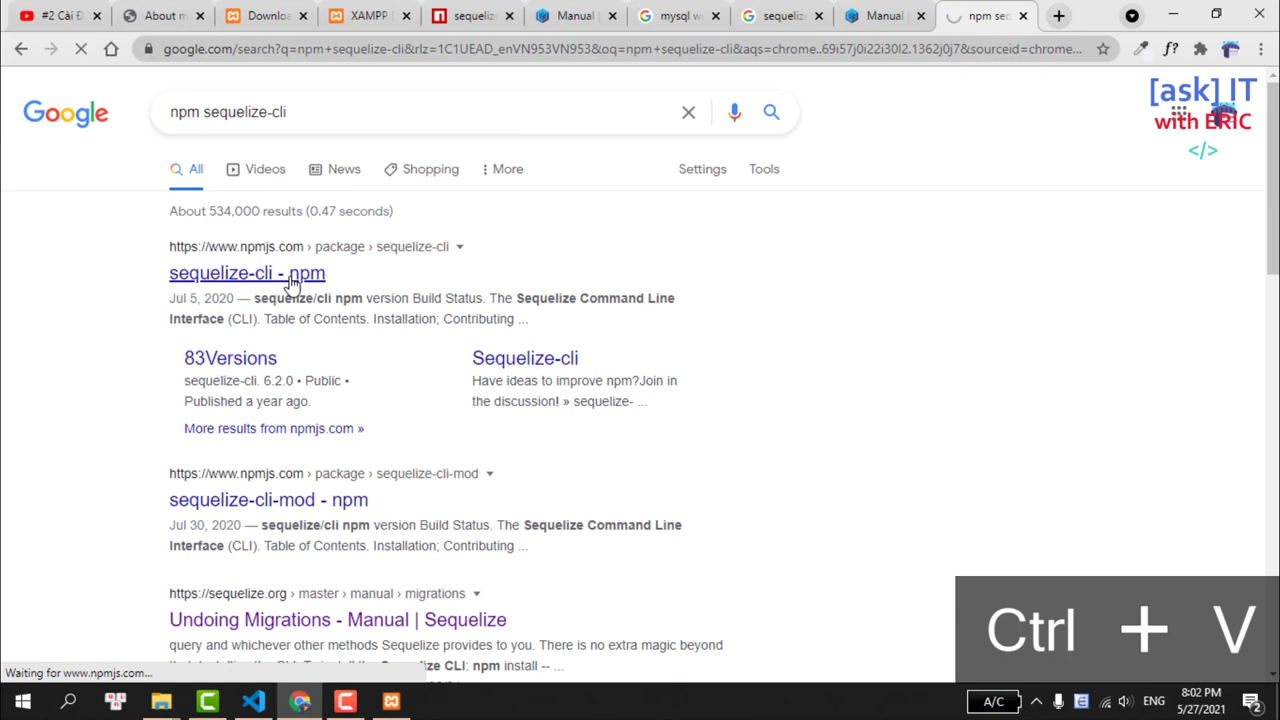 #2 Cài Đ
About m
Downlo
XAMPP
sequeliz
Manual |
mysql w
sequeliz
Manual |
npm seq
google.com/search?q=npm+sequelize-cli&rlz=1C1UEAD_enVN953VN953&oq=npm+sequelize-cli&aqs=chrome..69i57j0i22i30l2.1362j0j7&sourceid=chrome...
[ask] IT
with ERIC
</>
Google
npm sequelize-cli
All
Videos
News
Shopping
More
Settings
Tools
About 534,000 results (0.47 seconds)
https://www.npmjs.com › package › sequelize-cli
sequelize-cli - npm
Jul 5, 2020 — sequelize/cli npm version Build Status. The Sequelize Command Line
Interface (CLI). Table of Contents. Installation; Contributing ...
83Versions
Sequelize-cli
sequelize-cli. 6.2.0 • Public •
Have ideas to improve npm?Join in
Published a year ago.
the discussion! » sequelize- ...
More results from npmjs.com »
https://www.npmjs.com › package › sequelize-cli-mod
sequelize-cli-mod - npm
Jul 30, 2020 — sequelize/cli npm version Build Status. The Sequelize Command Line
Interface (CLI). Table of Contents. Installation; Contributing ...
https://sequelize.org › master › manual › migrations
Undoing Migrations - Manual | Sequelize
query and whichever other methods Sequelize provides to you. There is no extra magic beyond
Sequelize CLI: npm install -- ...
Ctrl + V
Waiting for www.npmjs.com...
A/C
ENG
8:02 PM
5/27/2021
2